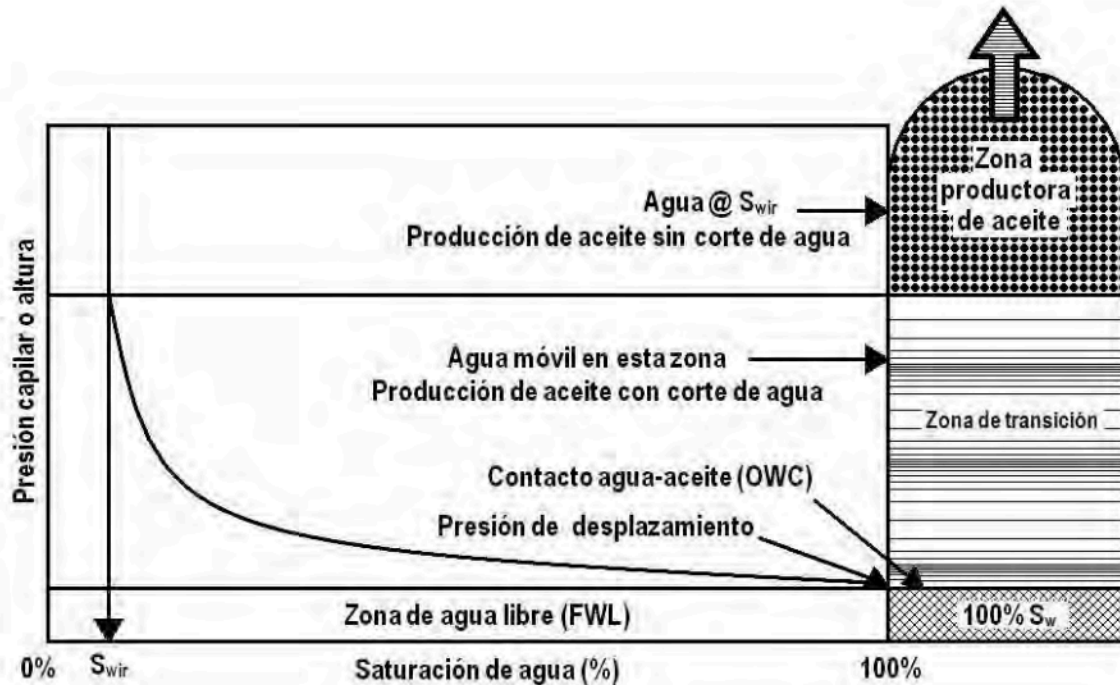 Zona
productora
de aceite
Agua @ Swir
Producción de aceite sin corte de agua
Presión capilar o altura
Agua móvil en esta zona
Producción de aceite con corte de agua
Zona de transición
Contacto agua-aceite (OWC)
Presión de desplazamiento
Zona de agua libre (FWL)
100% Sw
0% Swir Saturación de agua (%) 100%